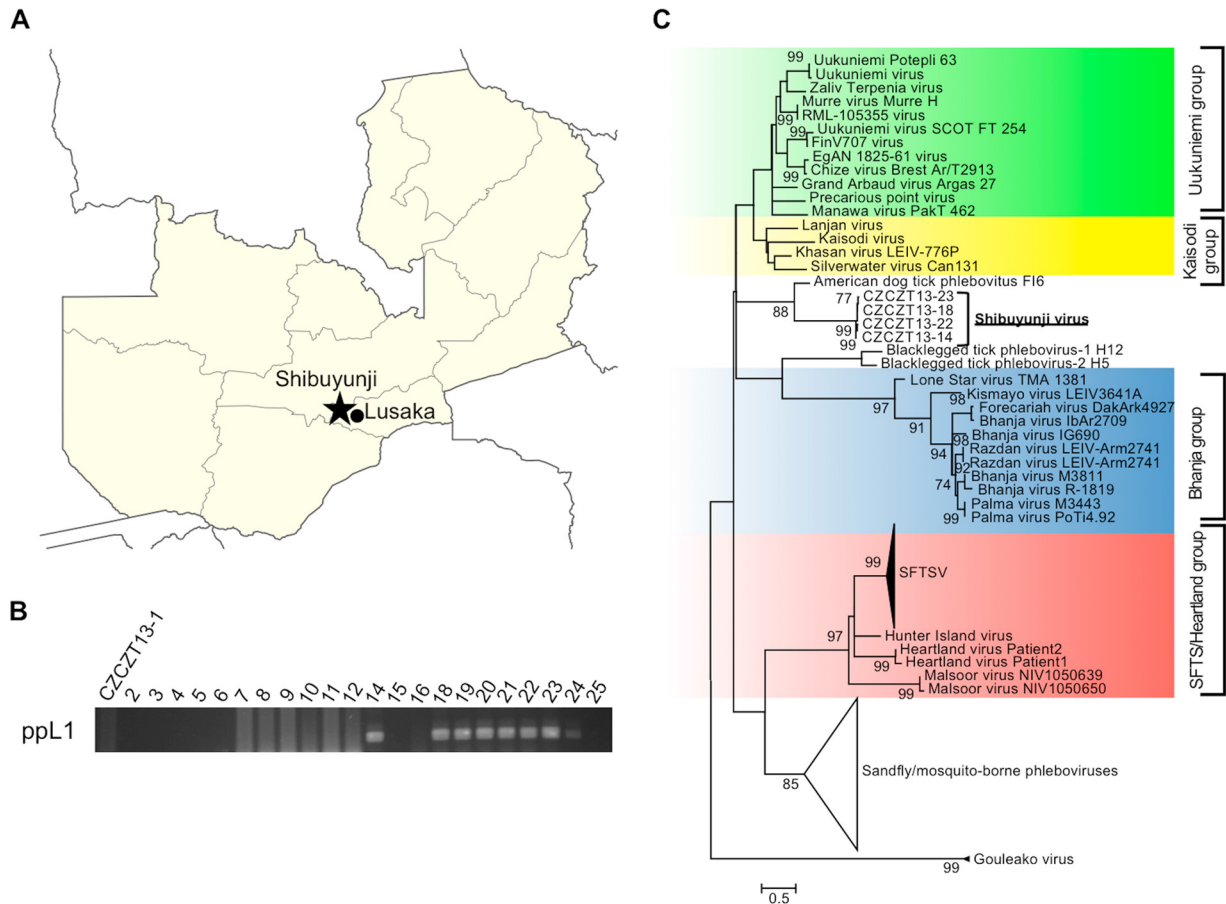 A
Shibuyunji
Lusaka
B
CZCZT13-1
2
3
4
5
6
7
8
9
10
11
12
14
15
16
18
19
20
21
22
23
24
25
ppL1
C
99
Uukuniemi Potepli 63
Uukuniemi virus
Zaliv Terpenia virus
Murre virus Murre H
99
RML-105355 virus
99
Uukuniemi virus SCOT FT 254
FinV707 virus
EgAN 1825-61 virus
99
Chize virus Brest Ar/T2913
Grand Arbaud virus Argas 27
Precarious point virus
Manawa virus PakT 462
Uukuniemi group
Lanjan virus
Kaisodi virus
Khasan virus LEIV-776P
Silverwater virus Can131
Kaisodi group
American dog tick phlebovitus FI6
88
77
CZCZT13-23
CZCZT13-18
99
CZCZT13-22
99
CZCZT13-14
Shibuyunji virus
Blacklegged tick phlebovirus-1 H12
Blacklegged tick phlebovirus-2 H5
97
Lone Star virus TMA 1381
91
98
Kismayo virus LEIV3641A
Forecariah virus DakArk4927
Bhanja virus IbAr2709
94
98
Bhanja virus IG690
Razdan virus LEIV-Arm2741
92
Razdan virus LEIV-Arm2741
74
Bhanja virus M3811
Bhanja virus R-1819
Palma virus M3443
99
Palma virus PoTi4.92
Bhanja group
99
SFTSV
97
Hunter Island virus
Heartland virus Patient2
99
Heartland virus Patient1
Malsoor virus NIV1050639
99
Malsoor virus NIV1050650
SFTS/Heartland group
85
Sandfly/mosquito-borne phleboviruses
99
Gouleako virus
0.5